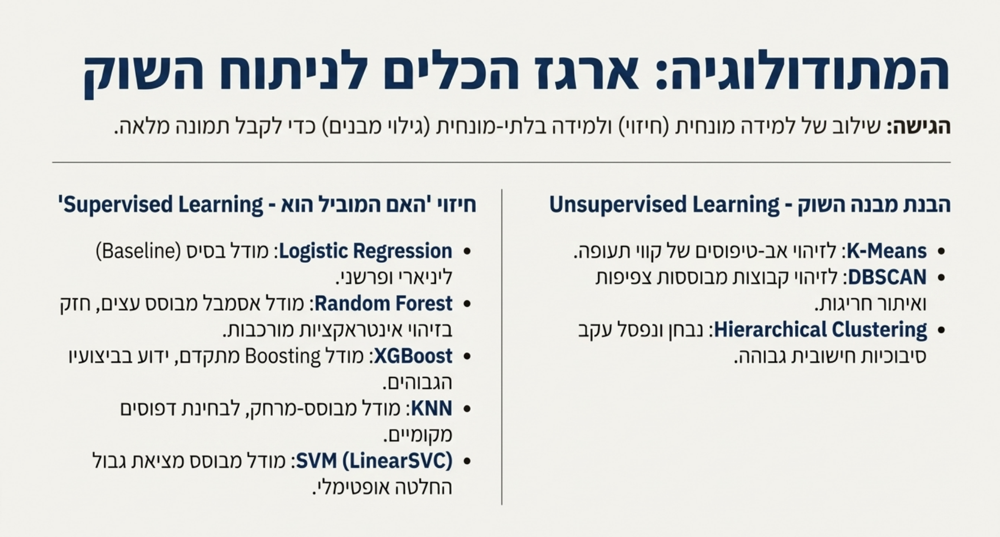 המתודולוגיה: ארגז הכלים לניתוח השוק
הגישה: שילוב של למידה מונחית (חיזוי) ולמידה בלתי-מונחית (גילוי מבנים) כדי לקבל תמונה מלאה.
הבנת מבנה השוק - Unsupervised Learning
• K-Means: לזיהוי אב-טיפוסים של קווי תעופה.
• DBSCAN: לזיהוי קבוצות מבוססות צפיפות
ואיתור חריגות.
• Hierarchical Clustering: נבחן ונפסל עקב
סיבוכיות חישובית גבוהה.
חיזוי 'האם המוביל הוא - Supervised Learning'
• Logistic Regression: מודל בסיס (Baseline)
ליניארי ופרשני.
• Random Forest: מודל אסמבל מבוסס עצים, חזק
בזיהוי אינטראקציות מורכבות.
• XGBoost: מודל Boosting מתקדם, ידוע בביצועיו
הגבוהים.
• KNN: מודל מבוסס-מרחק, לבחינת דפוסים
מקומיים.
• SVM (LinearSVC): מודל מבוסס מציאת גבול
החלטה אופטימלי.